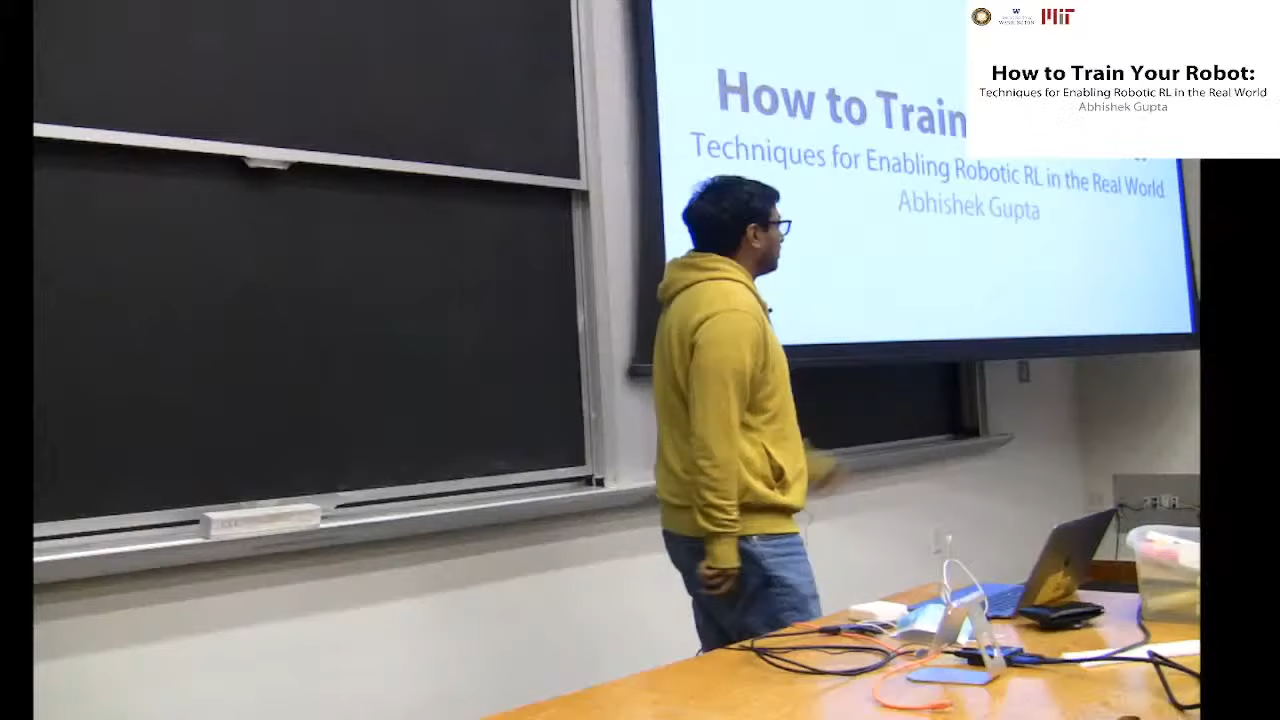 How to Train
Techniques for Enabling Robotic RL in the Real World
Abhishek Gupta
W
WASHINGTON
MIT
How to Train Your Robot:
Techniques for Enabling Robotic RL in the Real World
Abhishek Gupta